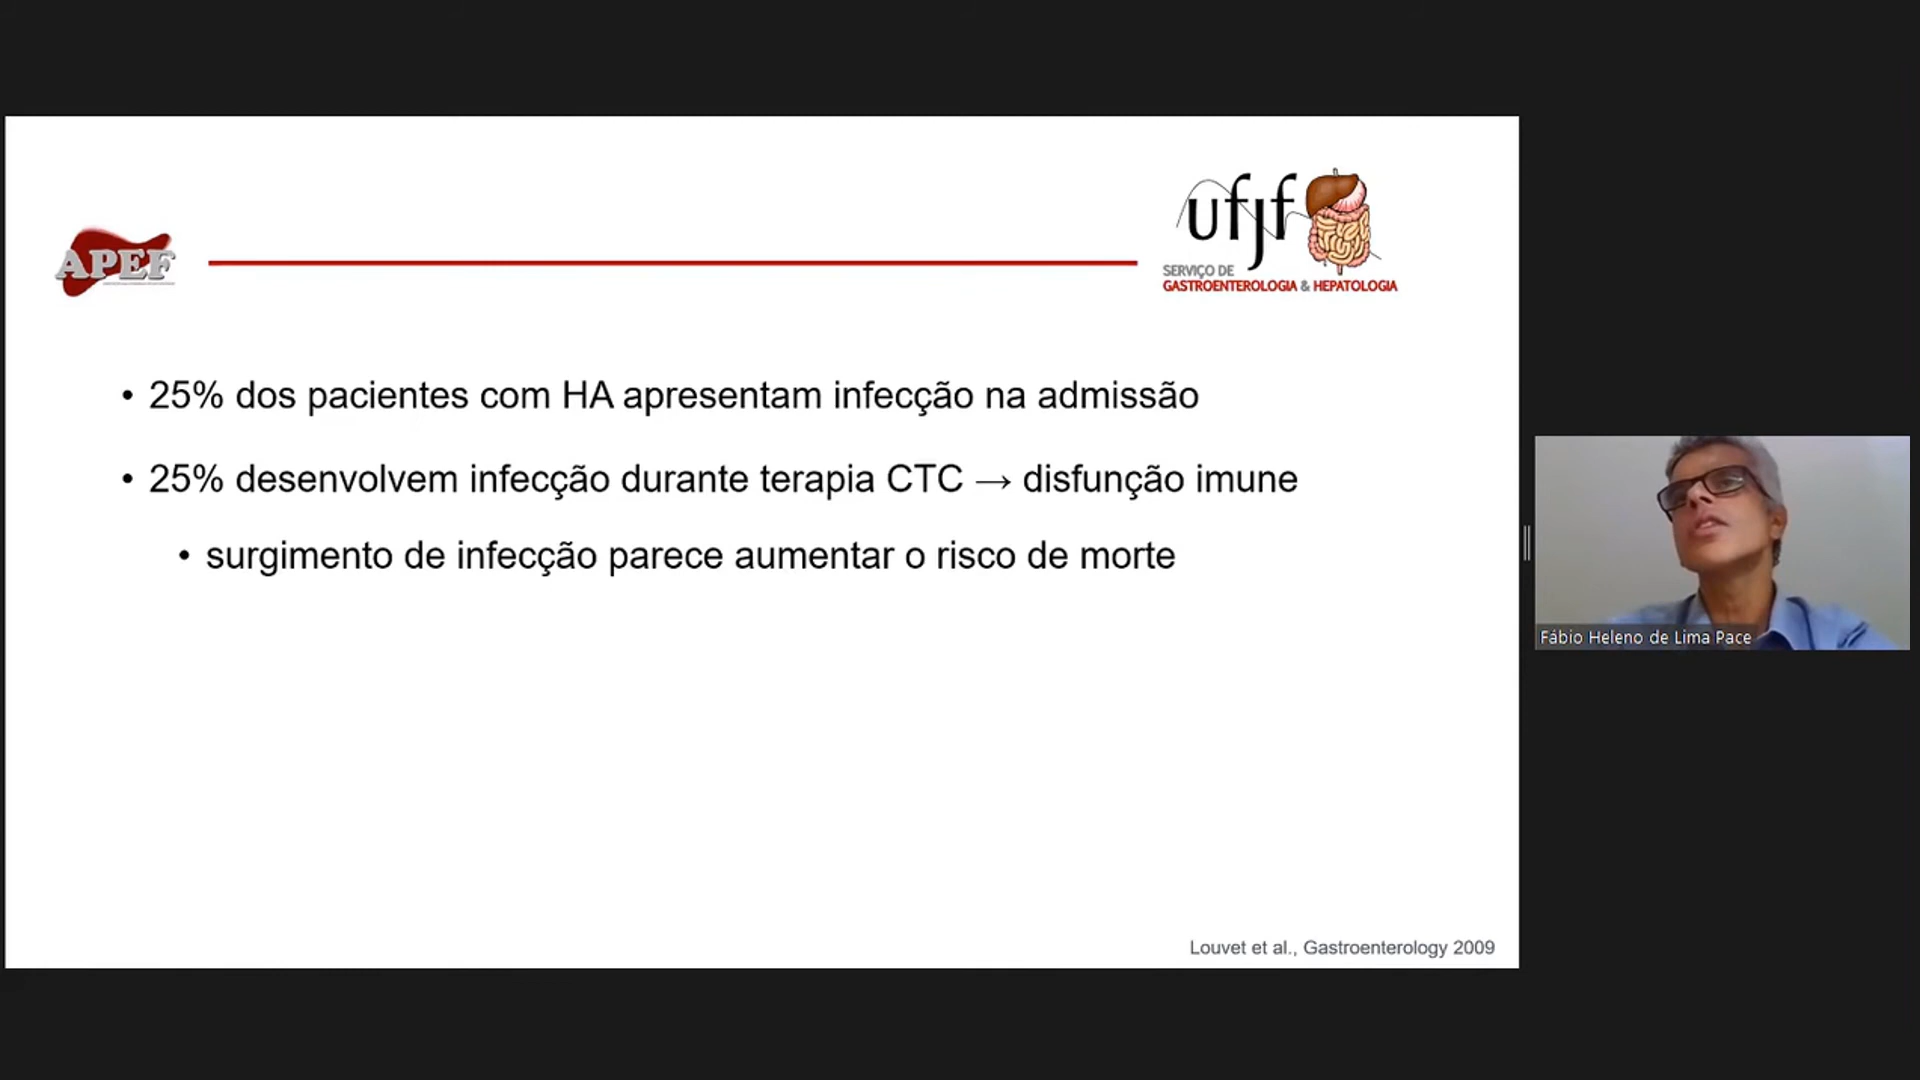 APEF
ufjf
SERVIÇO DE
GASTROENTEROLOGIA & HEPATOLOGIA
• 25% dos pacientes com HA apresentam infecção na admissão
• 25% desenvolvem infecção durante terapia CTC → disfunção imune
• surgimento de infecção parece aumentar o risco de morte
Fábio Heleno de Lima Pace
Louvet et al., Gastroenterology 2009